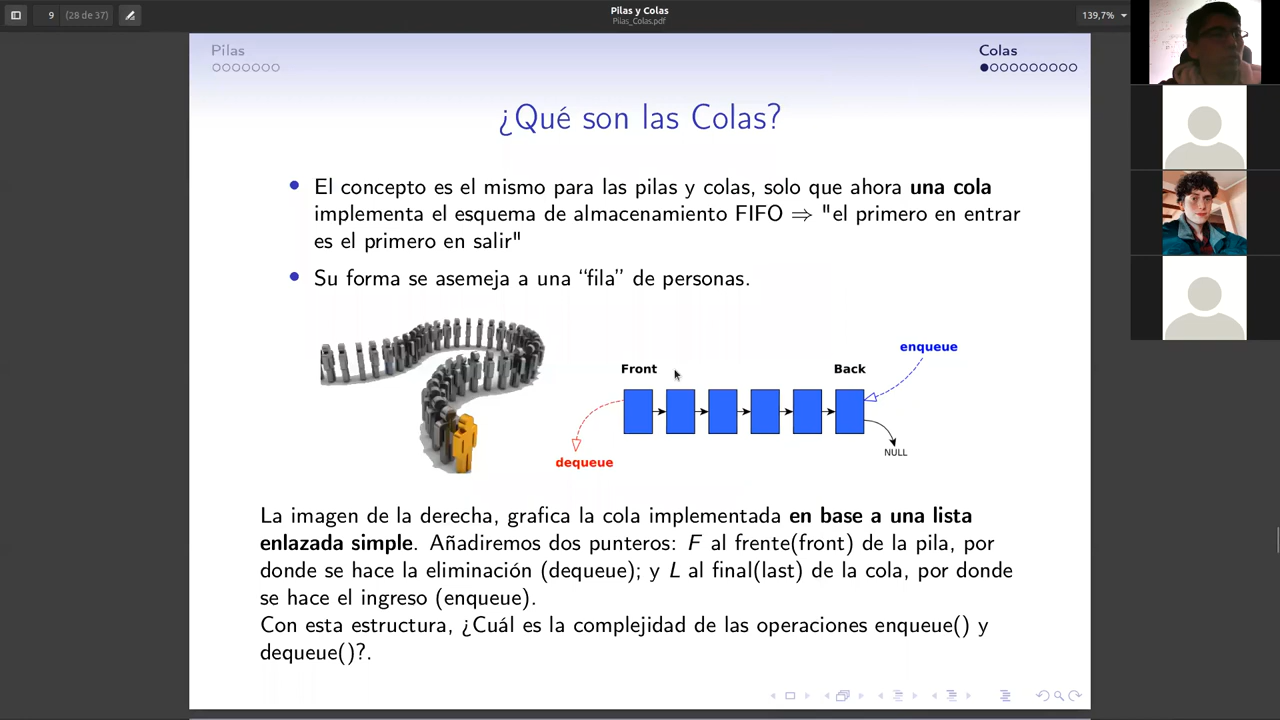 Pilas y Colas
Pilas_Colas.pdf
9 (28 de 37)
139,7%
Pilas
Colas
¿Qué son las Colas?
El concepto es el mismo para las pilas y colas, solo que ahora una cola
implementa el esquema de almacenamiento FIFO ⇒ "el primero en entrar
es el primero en salir"
Su forma se asemeja a una “fila” de personas.
enqueue
Front
Back
dequeue
NULL
La imagen de la derecha, grafica la cola implementada en base a una lista
enlazada simple. Añadiremos dos punteros: F al frente(front) de la pila, por
donde se hace la eliminación (dequeue); y L al final(last) de la cola, por donde
se hace el ingreso (enqueue).
Con esta estructura, ¿Cuál es la complejidad de las operaciones enqueue() y
dequeue()?.